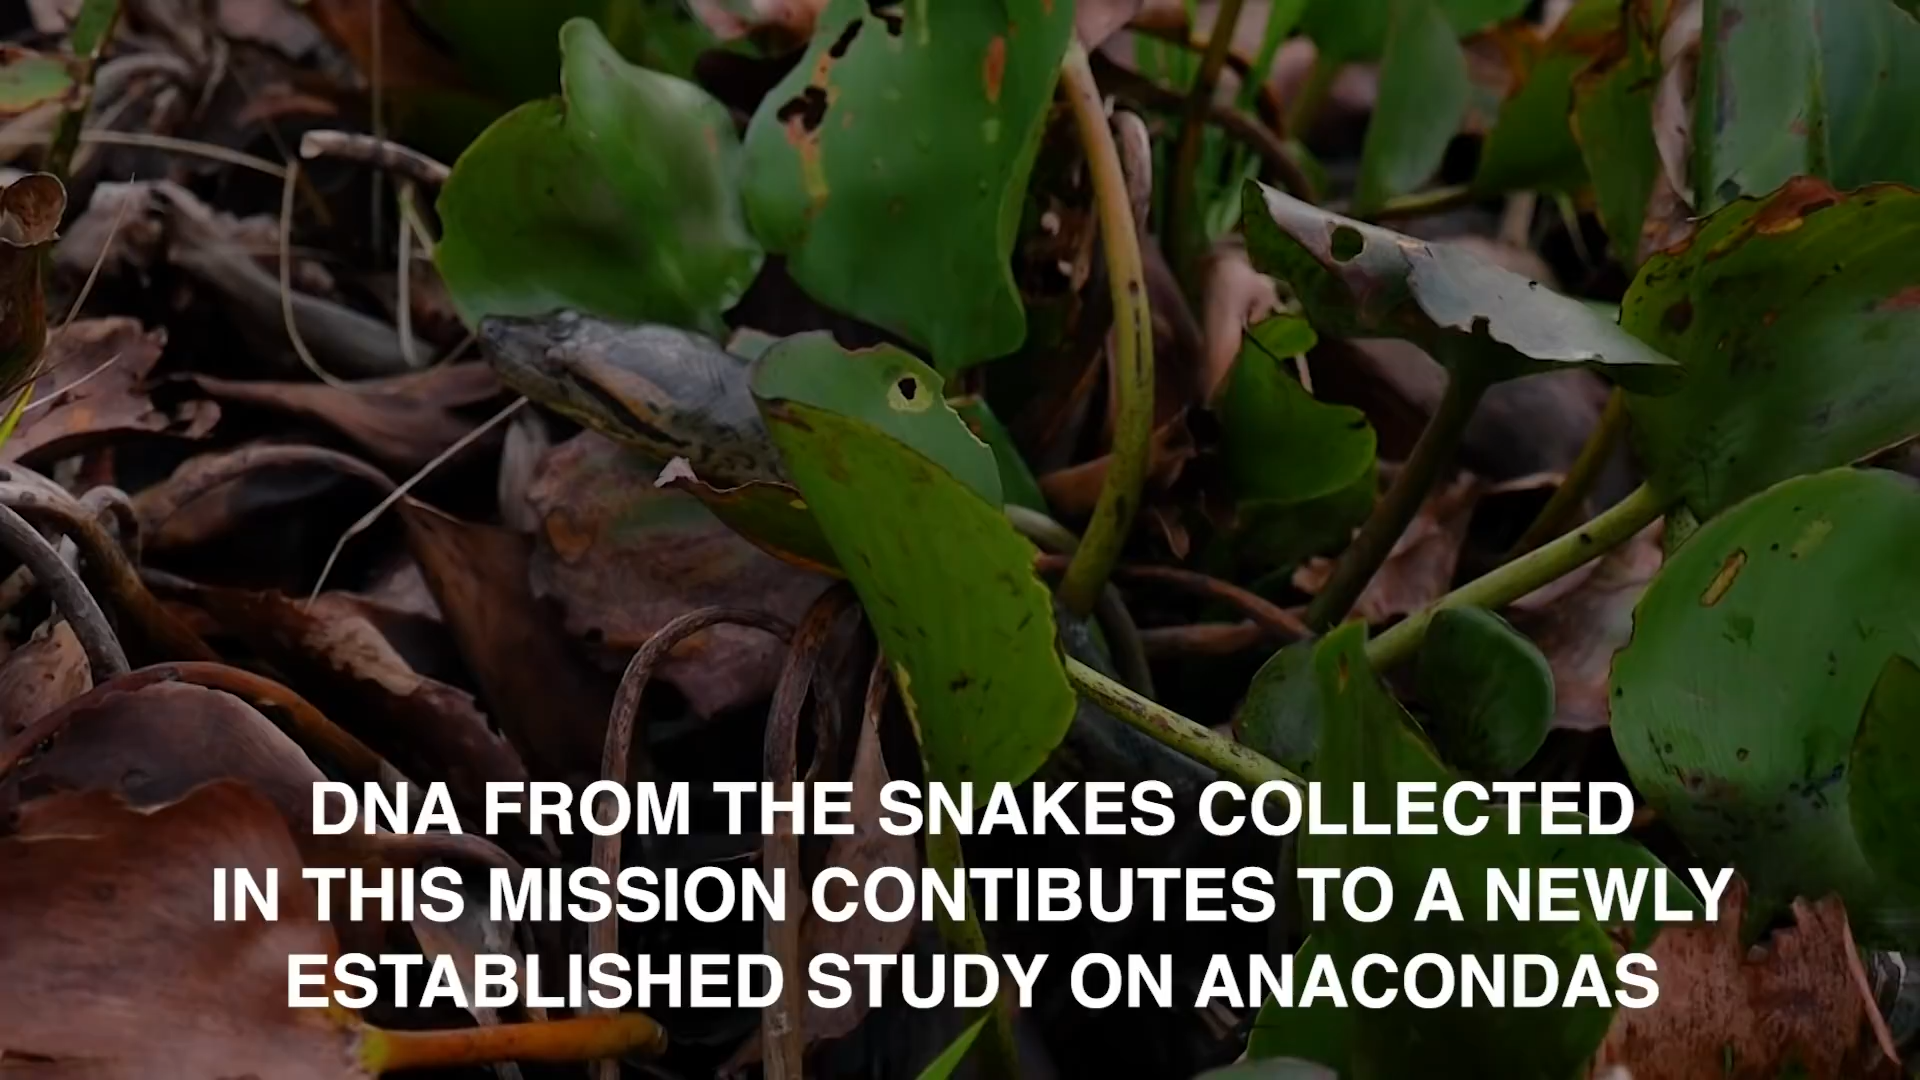 DNA FROM THE SNAKES COLLECTED
IN THIS MISSION CONTIBUTES TO A NEWLY
ESTABLISHED STUDY ON ANACONDAS